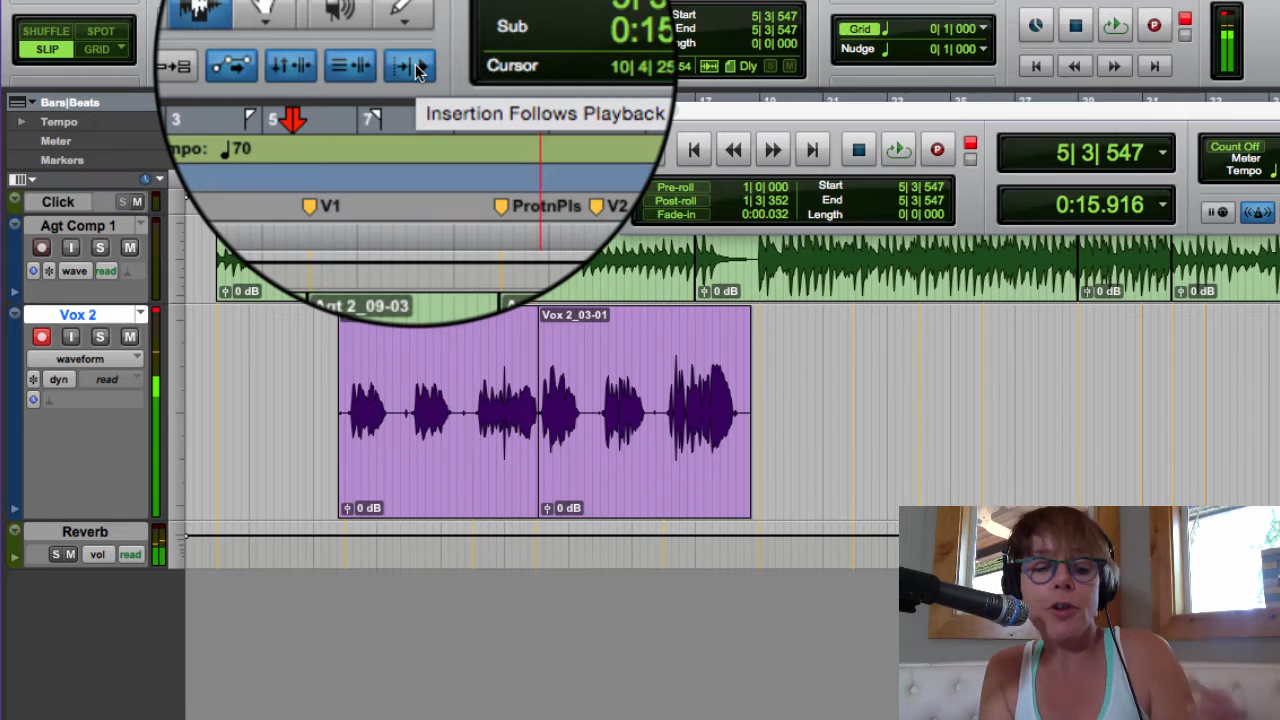 SHUFFLE SPOT
SLIP GRID
Sub 0:15
Cursor 10| 4| 25
Start 5| 3| 547
End 5| 3| 547
ngth 0| 0| 000
54 Dly S M
Grid 0| 1| 000
Nudge 0| 1| 000
P
Insertion Follows Playback
Bars|Beats
Tempo
Meter
Markers
3 5 7
17 19 21
mpo: 70
V1 ProtnPls V2
P
5| 3| 547
0:15.916
Count Off
Meter
Tempo
Pre-roll 1| 0| 000
Post-roll 1| 3| 352
Fade-in 0:00.032
Start 5| 3| 547
End 5| 3| 547
Length 0| 0| 000
Click S M
Agt Comp 1
I S M
wave read
0 dB
0 dB
0 dB
0 dB
Agt 2_09-03
A
Vox 2
I S M
waveform
dyn read
Vox 2_03-01
0 dB
0 dB
Reverb
S M vol read